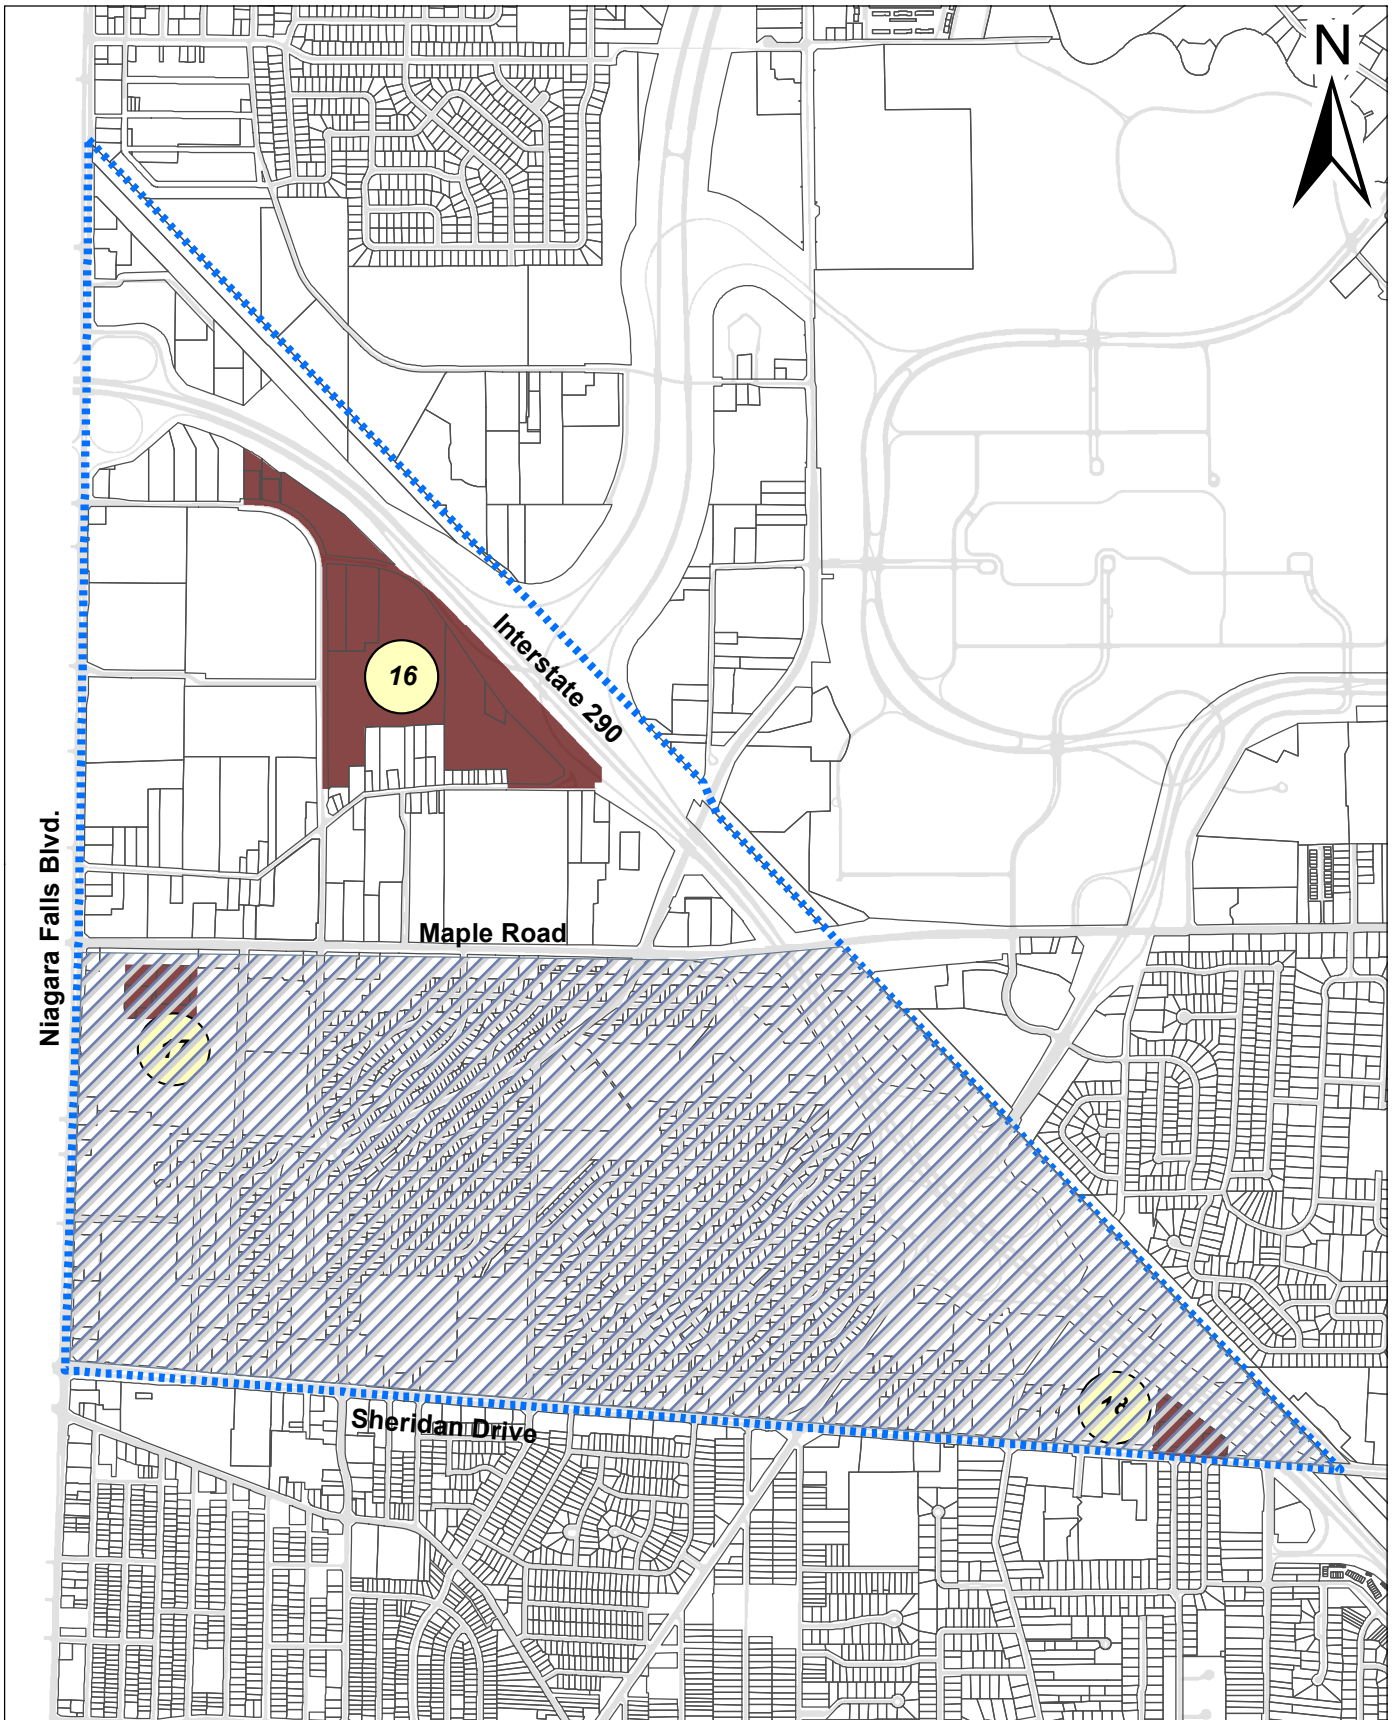 N
16
Interstate 290
Niagara Falls Blvd.
Maple Road
Sheridan Drive